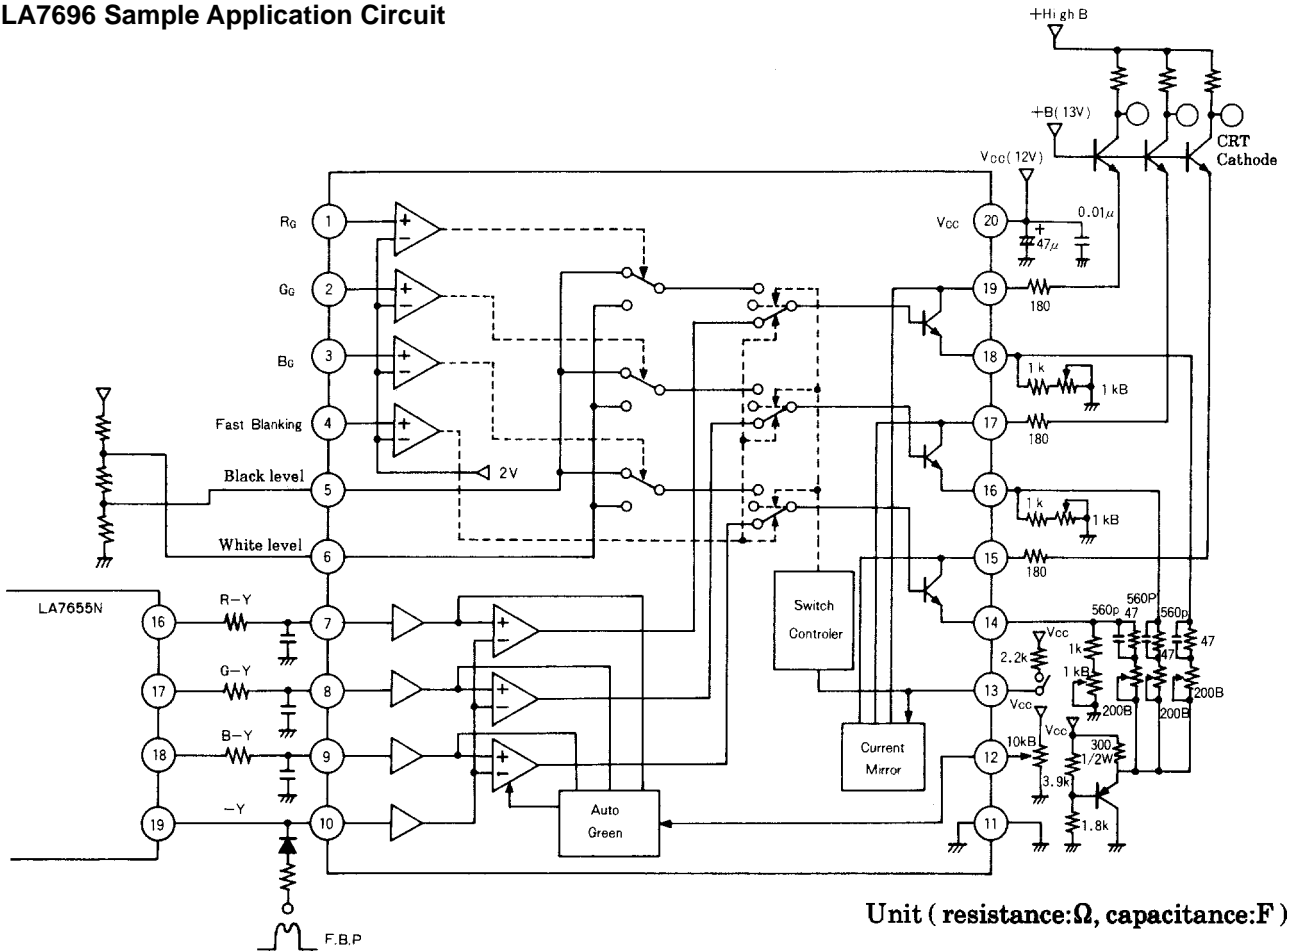 LA7696 Sample Application Circuit
+High B
+B(13V)
CRT
Cathode
VCC(12V)
RG
1
GG
2
BG
3
Fast Blanking
4
Black level
5
White level
6
2V
VCC
20
+
47μ
0.01μ
19
180
18
1k
1kB
17
180
16
1k
1kB
15
180
14
Switch
Controler
Current
Mirror
Auto
Green
LA7655N
16
R-Y
7
17
G-Y
8
18
B-Y
9
19
-Y
10
F.B.P
VCC
2.2k
13
VCC
12
10kB
11
1k
1kB
560p
47
560P
47
560p
47
200B
200B
200B
VCC
300
1/2W
3.9k
1.8k
+
−
+
−
+
−
+
−
+
−
+
−
+
−
Unit ( resistance:Ω, capacitance:F )